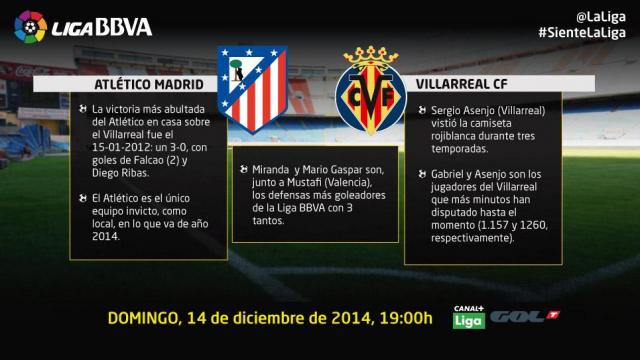 LIGA BBVA
@LaLiga
#SienteLaLiga
ATLÉTICO MADRID
VILLARREAL CF
La victoria más abultada
del Atlético en casa sobre
el Villarreal fue el
15-01-2012: un 3-0, con
goles de Falcao (2) y
Diego Ribas.
El Atlético es el único
equipo invicto, como
local, en lo que va de año
2014.
Miranda y Mario Gaspar son,
junto a Mustafi (Valencia),
los defensas más goleadores
de la Liga BBVA con 3
tantos.
Sergio Asenjo (Villarreal)
vistió la camiseta
rojiblanca durante tres
temporadas.
Gabriel y Asenjo son los
jugadores del Villarreal
que más minutos han
disputado hasta el
momento (1.157 y 1260,
respectivamente).
DOMINGO, 14 de diciembre de 2014, 19:00h
CANAL+
Liga
GOL T